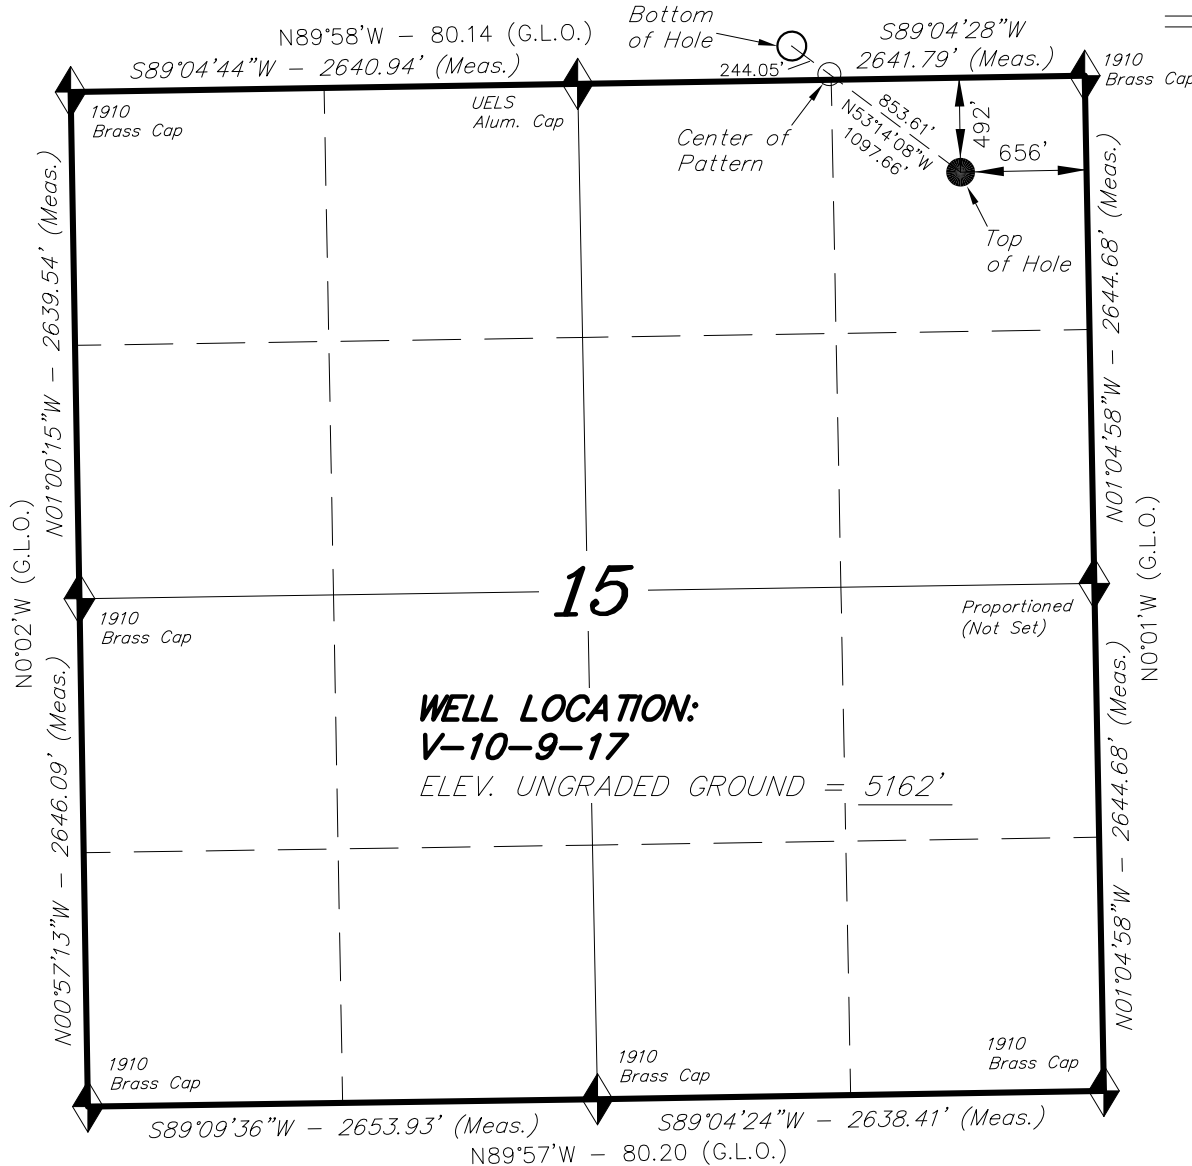 N89°58'W – 80.14 (G.L.O.)
S89°04'44"W – 2640.94' (Meas.)
Bottom
of Hole
S89°04'28"W
2641.79' (Meas.)
244.05'
1910
Brass Cap
1910
Brass Cap
UELS
Alum. Cap
Center of
Pattern
853.61'
N53°14'08"W
1097.66'
492'
656'
Top
of Hole
N01°00'15"W – 2639.54' (Meas.)
N01°04'58"W – 2644.68' (Meas.)
N0°02'W (G.L.O.)
N0°01'W (G.L.O.)
15
1910
Brass Cap
Proportioned
(Not Set)
WELL LOCATION:
V–10–9–17
ELEV. UNGRADED GROUND = 5162'
N00°57'13"W – 2646.09' (Meas.)
N01°04'58"W – 2644.68' (Meas.)
1910
Brass Cap
1910
Brass Cap
1910
Brass Cap
S89°09'36"W – 2653.93' (Meas.)
S89°04'24"W – 2638.41' (Meas.)
N89°57'W – 80.20 (G.L.O.)